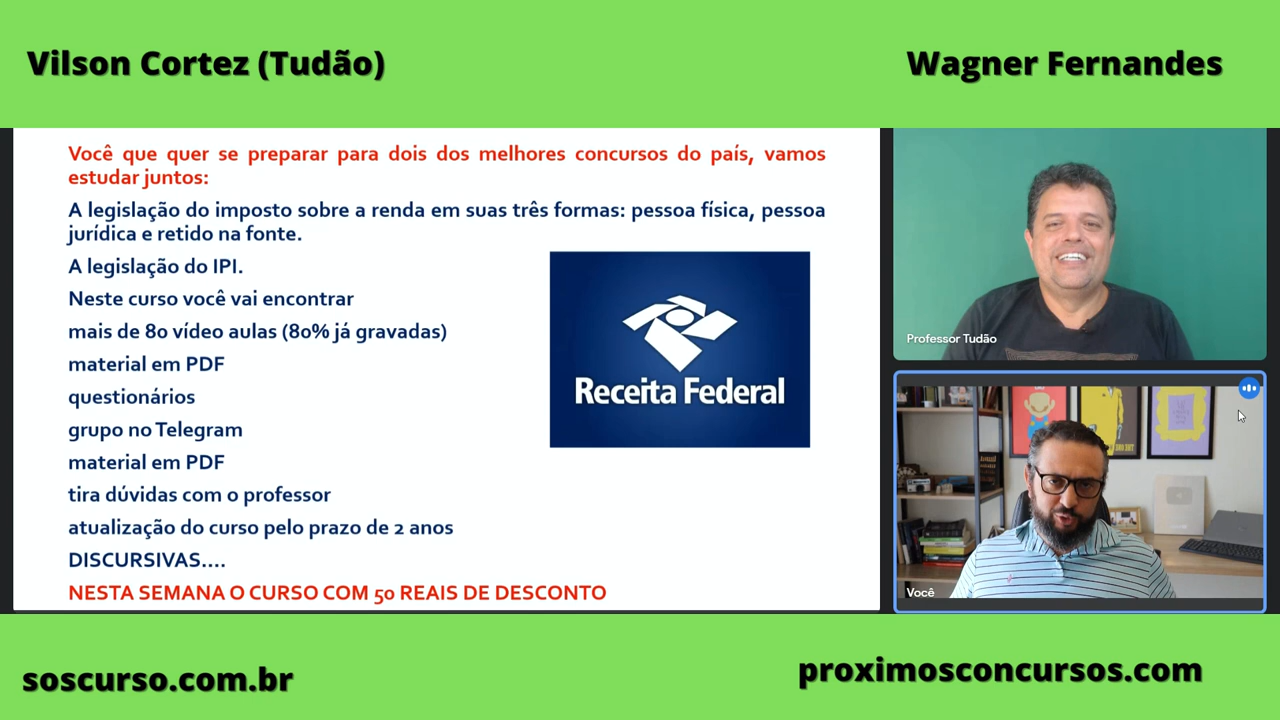 Vilson Cortez (Tudão)
Wagner Fernandes
Você que quer se preparar para dois dos melhores concursos do país, vamos
estudar juntos:
A legislação do imposto sobre a renda em suas três formas: pessoa física, pessoa
jurídica e retido na fonte.
A legislação do IPI.
Neste curso você vai encontrar
mais de 80 vídeo aulas (80% já gravadas)
material em PDF
questionários
grupo no Telegram
material em PDF
tira dúvidas com o professor
atualização do curso pelo prazo de 2 anos
DISCURSIVAS....
NESTA SEMANA O CURSO COM 50 REAIS DE DESCONTO
Receita Federal
Professor Tudão
Você
soscurso.com.br
proximosconcursos.com